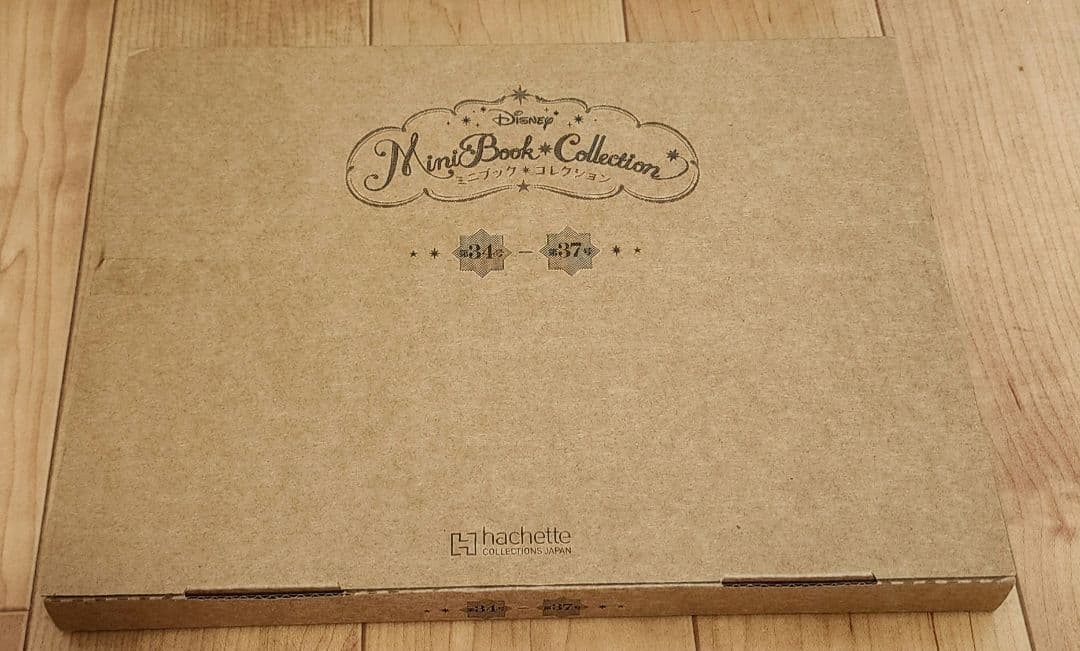 Disney
Mini Book Collection
ミニブック コレクション
第34号 – 第37号
hachette
COLLECTIONS JAPAN
第34号 – 第37号